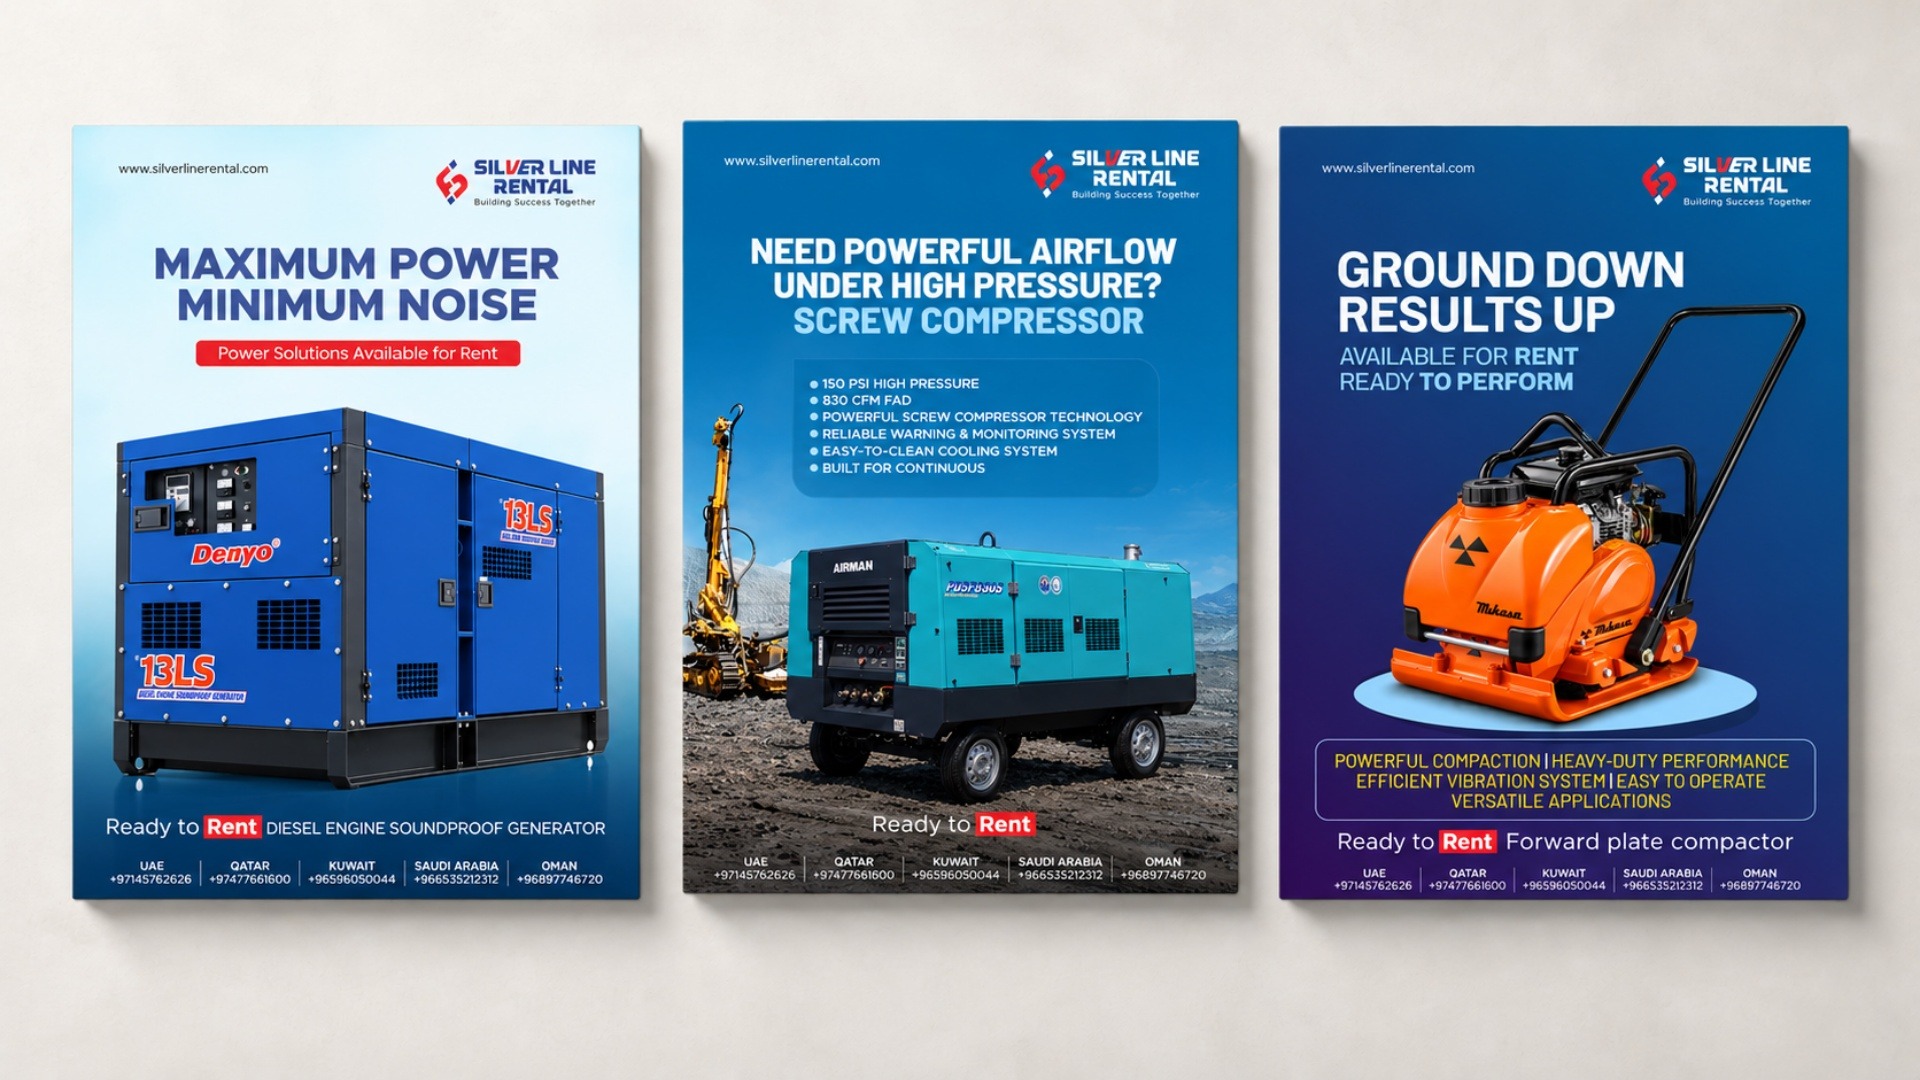 www.silverlinerental.com
SILVER LINE
RENTAL
Building Success Together
MAXIMUM POWER
MINIMUM NOISE
Power Solutions Available for Rent
13LS
Denyo
13LS
DIESEL ENGINE SOUNDPROOF GENERATOR
Ready to Rent DIESEL ENGINE SOUNDPROOF GENERATOR
UAE
+97145762626
QATAR
+97477661600
KUWAIT
+96596050044
SAUDI ARABIA
+966535212312
OMAN
+96897746720
www.silverlinerental.com
SILVER LINE
RENTAL
Building Success Together
NEED POWERFUL AIRFLOW
UNDER HIGH PRESSURE?
SCREW COMPRESSOR
150 PSI HIGH PRESSURE
830 CFM FAD
POWERFUL SCREW COMPRESSOR TECHNOLOGY
RELIABLE WARNING & MONITORING SYSTEM
EASY-TO-CLEAN COOLING SYSTEM
BUILT FOR CONTINUOUS
AIRMAN
Ready to Rent
UAE
+97145762626
QATAR
+97477661600
KUWAIT
+96596050044
SAUDI ARABIA
+966535212312
OMAN
+96897746720
www.silverlinerental.com
SILVER LINE
RENTAL
Building Success Together
GROUND DOWN
RESULTS UP
AVAILABLE FOR RENT
READY TO PERFORM
Mikasa
Mikasa
POWERFUL COMPACTION | HEAVY-DUTY PERFORMANCE
EFFICIENT VIBRATION SYSTEM | EASY TO OPERATE
VERSATILE APPLICATIONS
Ready to Rent Forward plate compactor
UAE
+97145762626
QATAR
+97477661600
KUWAIT
+96596050044
SAUDI ARABIA
+966535212312
OMAN
+96897746720